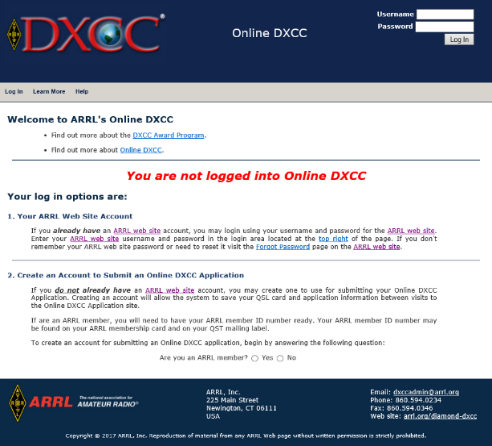 DXCC®
Online DXCC
Username
Password
Log In
Log In Learn More Help
Welcome to ARRL's Online DXCC
• Find out more about the DXCC Award Program.
• Find out more about Online DXCC.
You are not logged into Online DXCC
Your log in options are:
1. Your ARRL Web Site Account
If you already have an ARRL web site account, you may login using your username and password for the ARRL web site.
Enter your ARRL web site username and password in the login area located at the top right of the page. If you don't
remember your ARRL web site password or need to reset it visit the Forgot Password page on the ARRL web site.
2. Create an Account to Submit an Online DXCC Application
If you do not already have an ARRL web site account, you may create one to use for submitting your Online DXCC
Application. Creating an account will allow the system to save your QSL card and application information between visits to
the Online DXCC Application site.
If are an ARRL member, you will need to have your ARRL member ID number ready. Your ARRL member ID number may
be found on your ARRL membership card and on your QST mailing label.
To create an account for submitting an Online DXCC application, begin by answering the following question:
Are you an ARRL member? Yes No
ARRL The national association for
AMATEUR RADIO®
ARRL, Inc.
225 Main Street
Newington, CT 06111
USA
Email: dxccadmin@arrl.org
Phone: 860.594.0234
Fax: 860.594.0346
Web site: arrl.org/diamond-dxcc
Copyright © 2017 ARRL, Inc. Reproduction of material from any ARRL Web page without written permission is strictly prohibited.